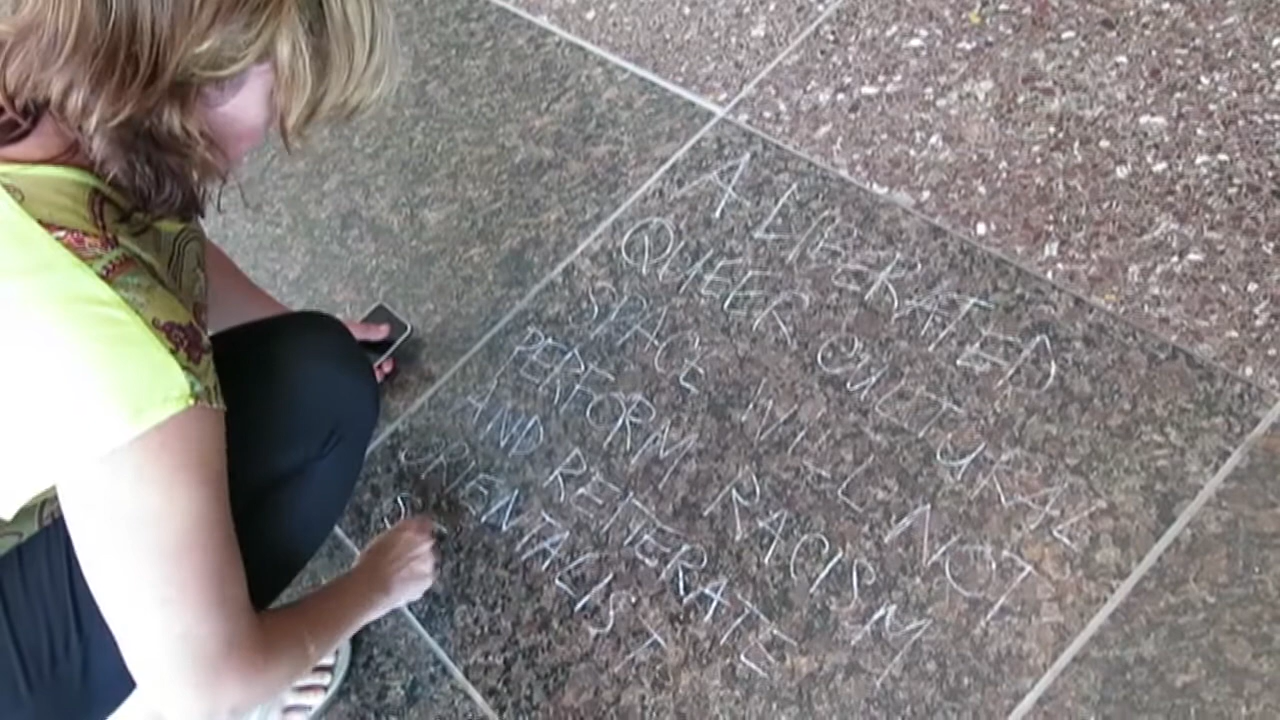 A LIBERATED
QUEER CULTURAL
SPACE WILL NOT
PERFORM RACISM
AND REITERATE
ORIENTALIST
S